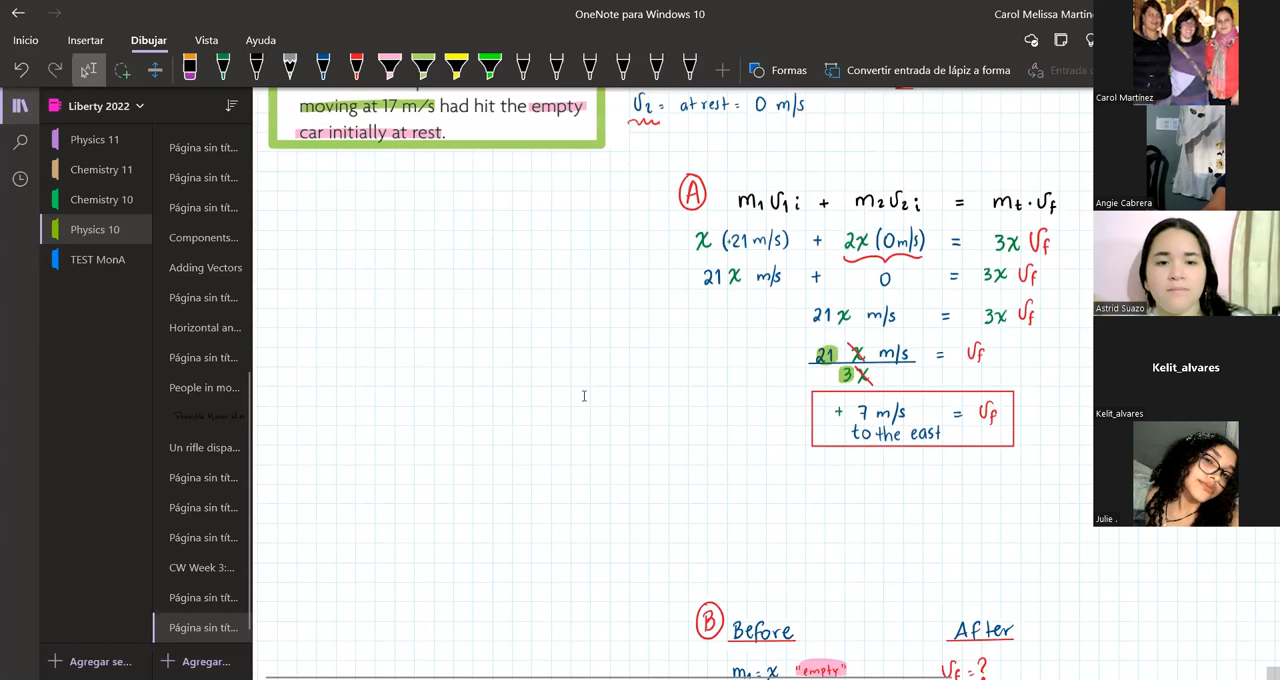 OneNote para Windows 10
Carol Melissa Martíne
Inicio
Insertar
Dibujar
Vista
Ayuda
Formas
Convertir entrada de lápiz a forma
Entrada
Liberty 2022
Physics 11
Chemistry 11
Chemistry 10
Physics 10
TEST MonA
Página sin tít...
Página sin tít...
Página sin tít...
Components...
Adding Vectors
Página sin tít...
Horizontal an...
Página sin tít...
People in mo...
Un rifle dispa...
Página sin tít...
Página sin tít...
Página sin tít...
CW Week 3:...
Página sin tít...
Página sin tít...
Agregar se...
Agregar...
moving at 17 m/s had hit the empty
car initially at rest.
v₂ = at rest = 0 m/s
A
m₁ v₁i + m₂v₂i = mt · vf
x (·21 m/s) + 2x (0m/s) = 3x vf
21 x m/s + 0 = 3x vf
21 x m/s = 3x vf
21 x m/s = vf
3x
+ 7 m/s = vf
to the east
B
Before
After
m₁ = x "empty"
vf = ?
Carol Martínez
Angie Cabrera
Astrid Suazo
Kelit_alvares
Kelit_alvares
Julie .